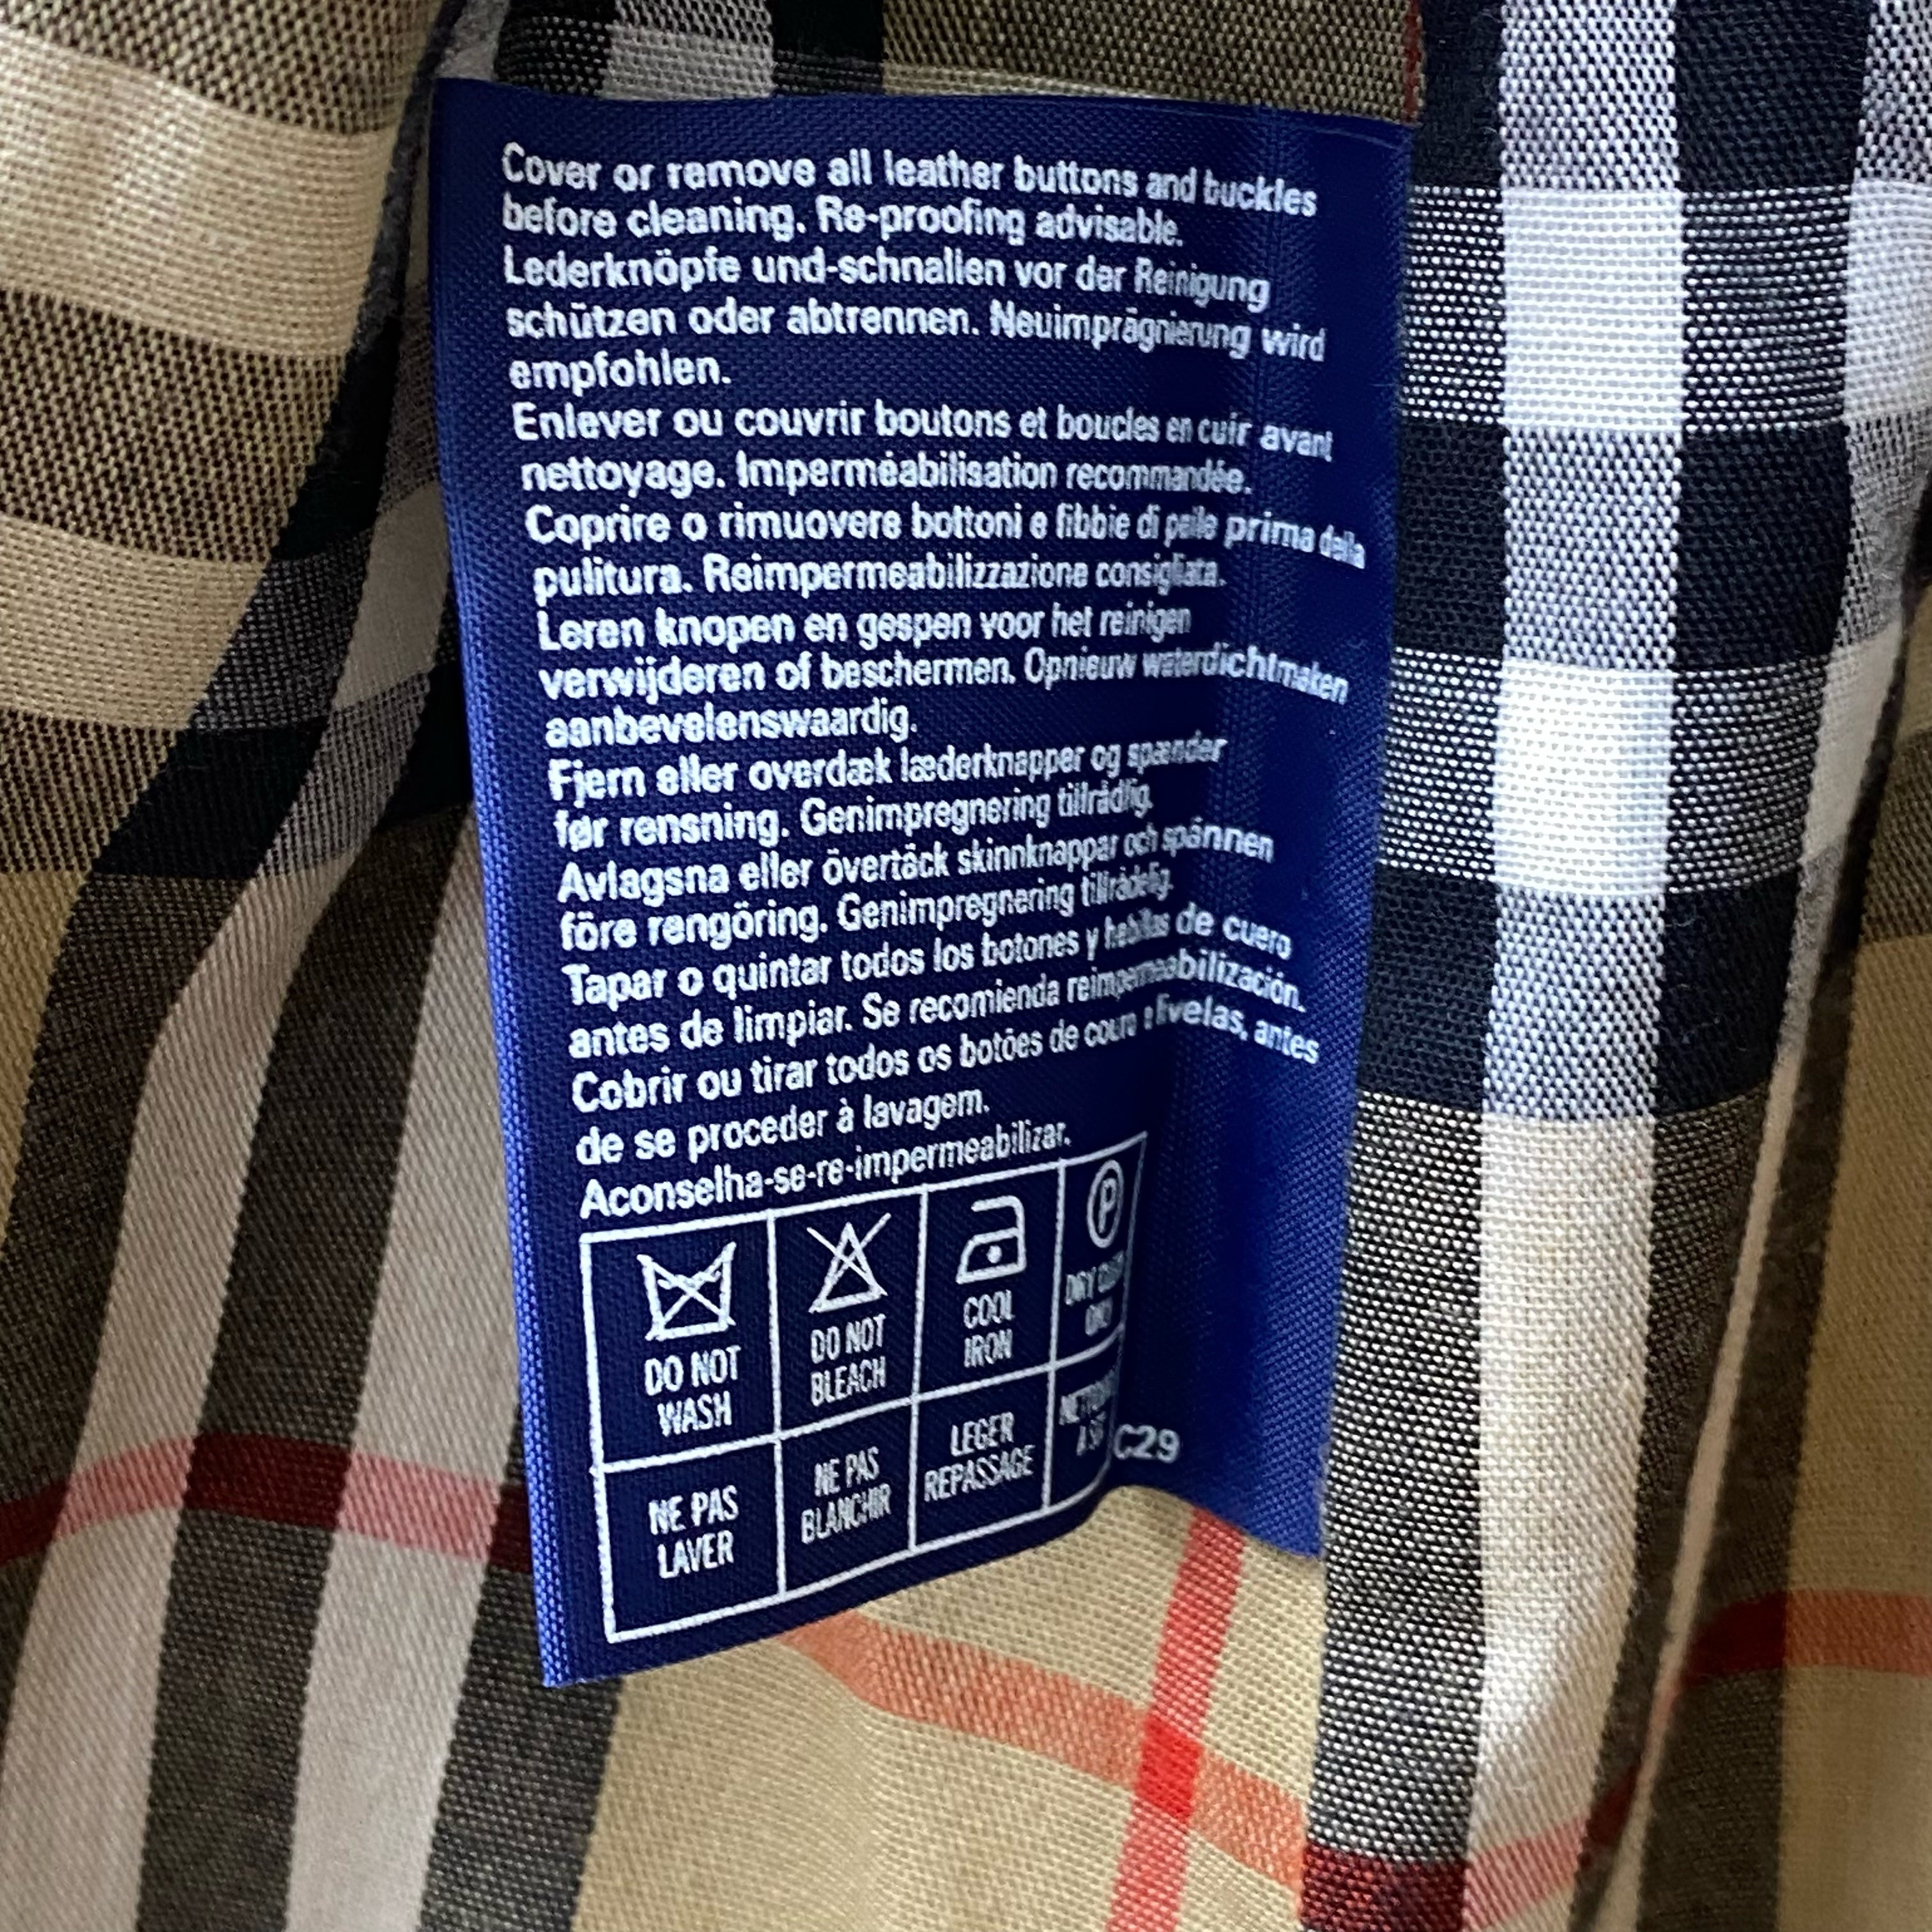 Cover or remove all leather buttons and buckles
before cleaning. Re-proofing advisable.
Lederknöpfe und-schnallen vor der Reinigung
schützen oder abtrennen. Neuimprägnierung wird
empfohlen.
Enlever ou couvrir boutons et boucles en cuir avant
nettoyage. Imperméabilisation recommandée.
Coprire o rimuovere bottoni e fibbie di pelle prima della
pulitura. Reimpermeabilizzazione consigliata.
Leren knopen en gespen voor het reinigen
verwijderen of beschermen. Opnieuw waterdichtmaken
aanbevelenswaardig.
Fjern eller overdæk læderknapper og spænder
før rensning. Genimpregnering tillrådlig.
Avlagsna eller övertäck skinnknappar och spännen
före rengöring. Genimpregnering tillrådelig.
Tapar o quintar todos los botones y hebillas de cuero
antes de limpiar. Se recomienda reimpermeabilización.
Cobrir ou tirar todos os botões de couro e fivelas, antes
de se proceder à lavagem.
Aconselha-se-re-impermeabilizar.
P
DO NOT
WASH
DO NOT
BLEACH
COOL
IRON
DRY
ONLY
NE PAS
LAVER
NE PAS
BLANCHIR
LEGER
REPASSAGE
A
C29